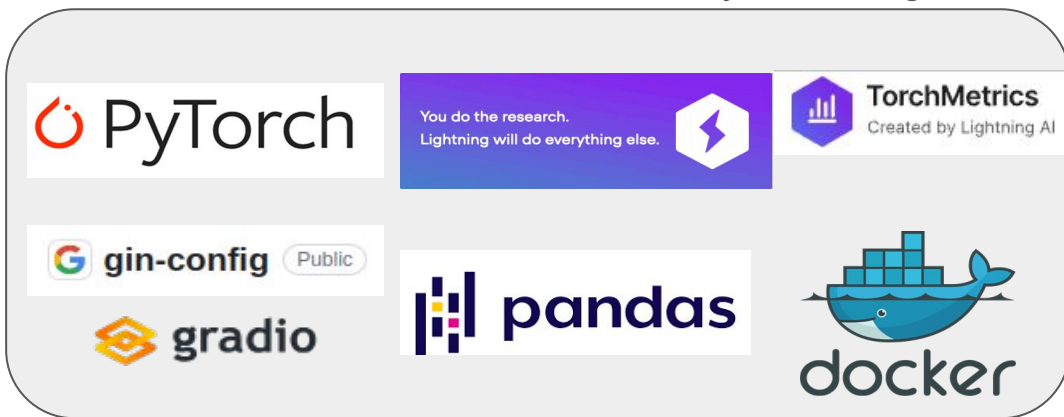 PyTorch
You do the research.
Lightning will do everything else.
TorchMetrics
Created by Lightning AI
gin-config Public
gradio
pandas
docker